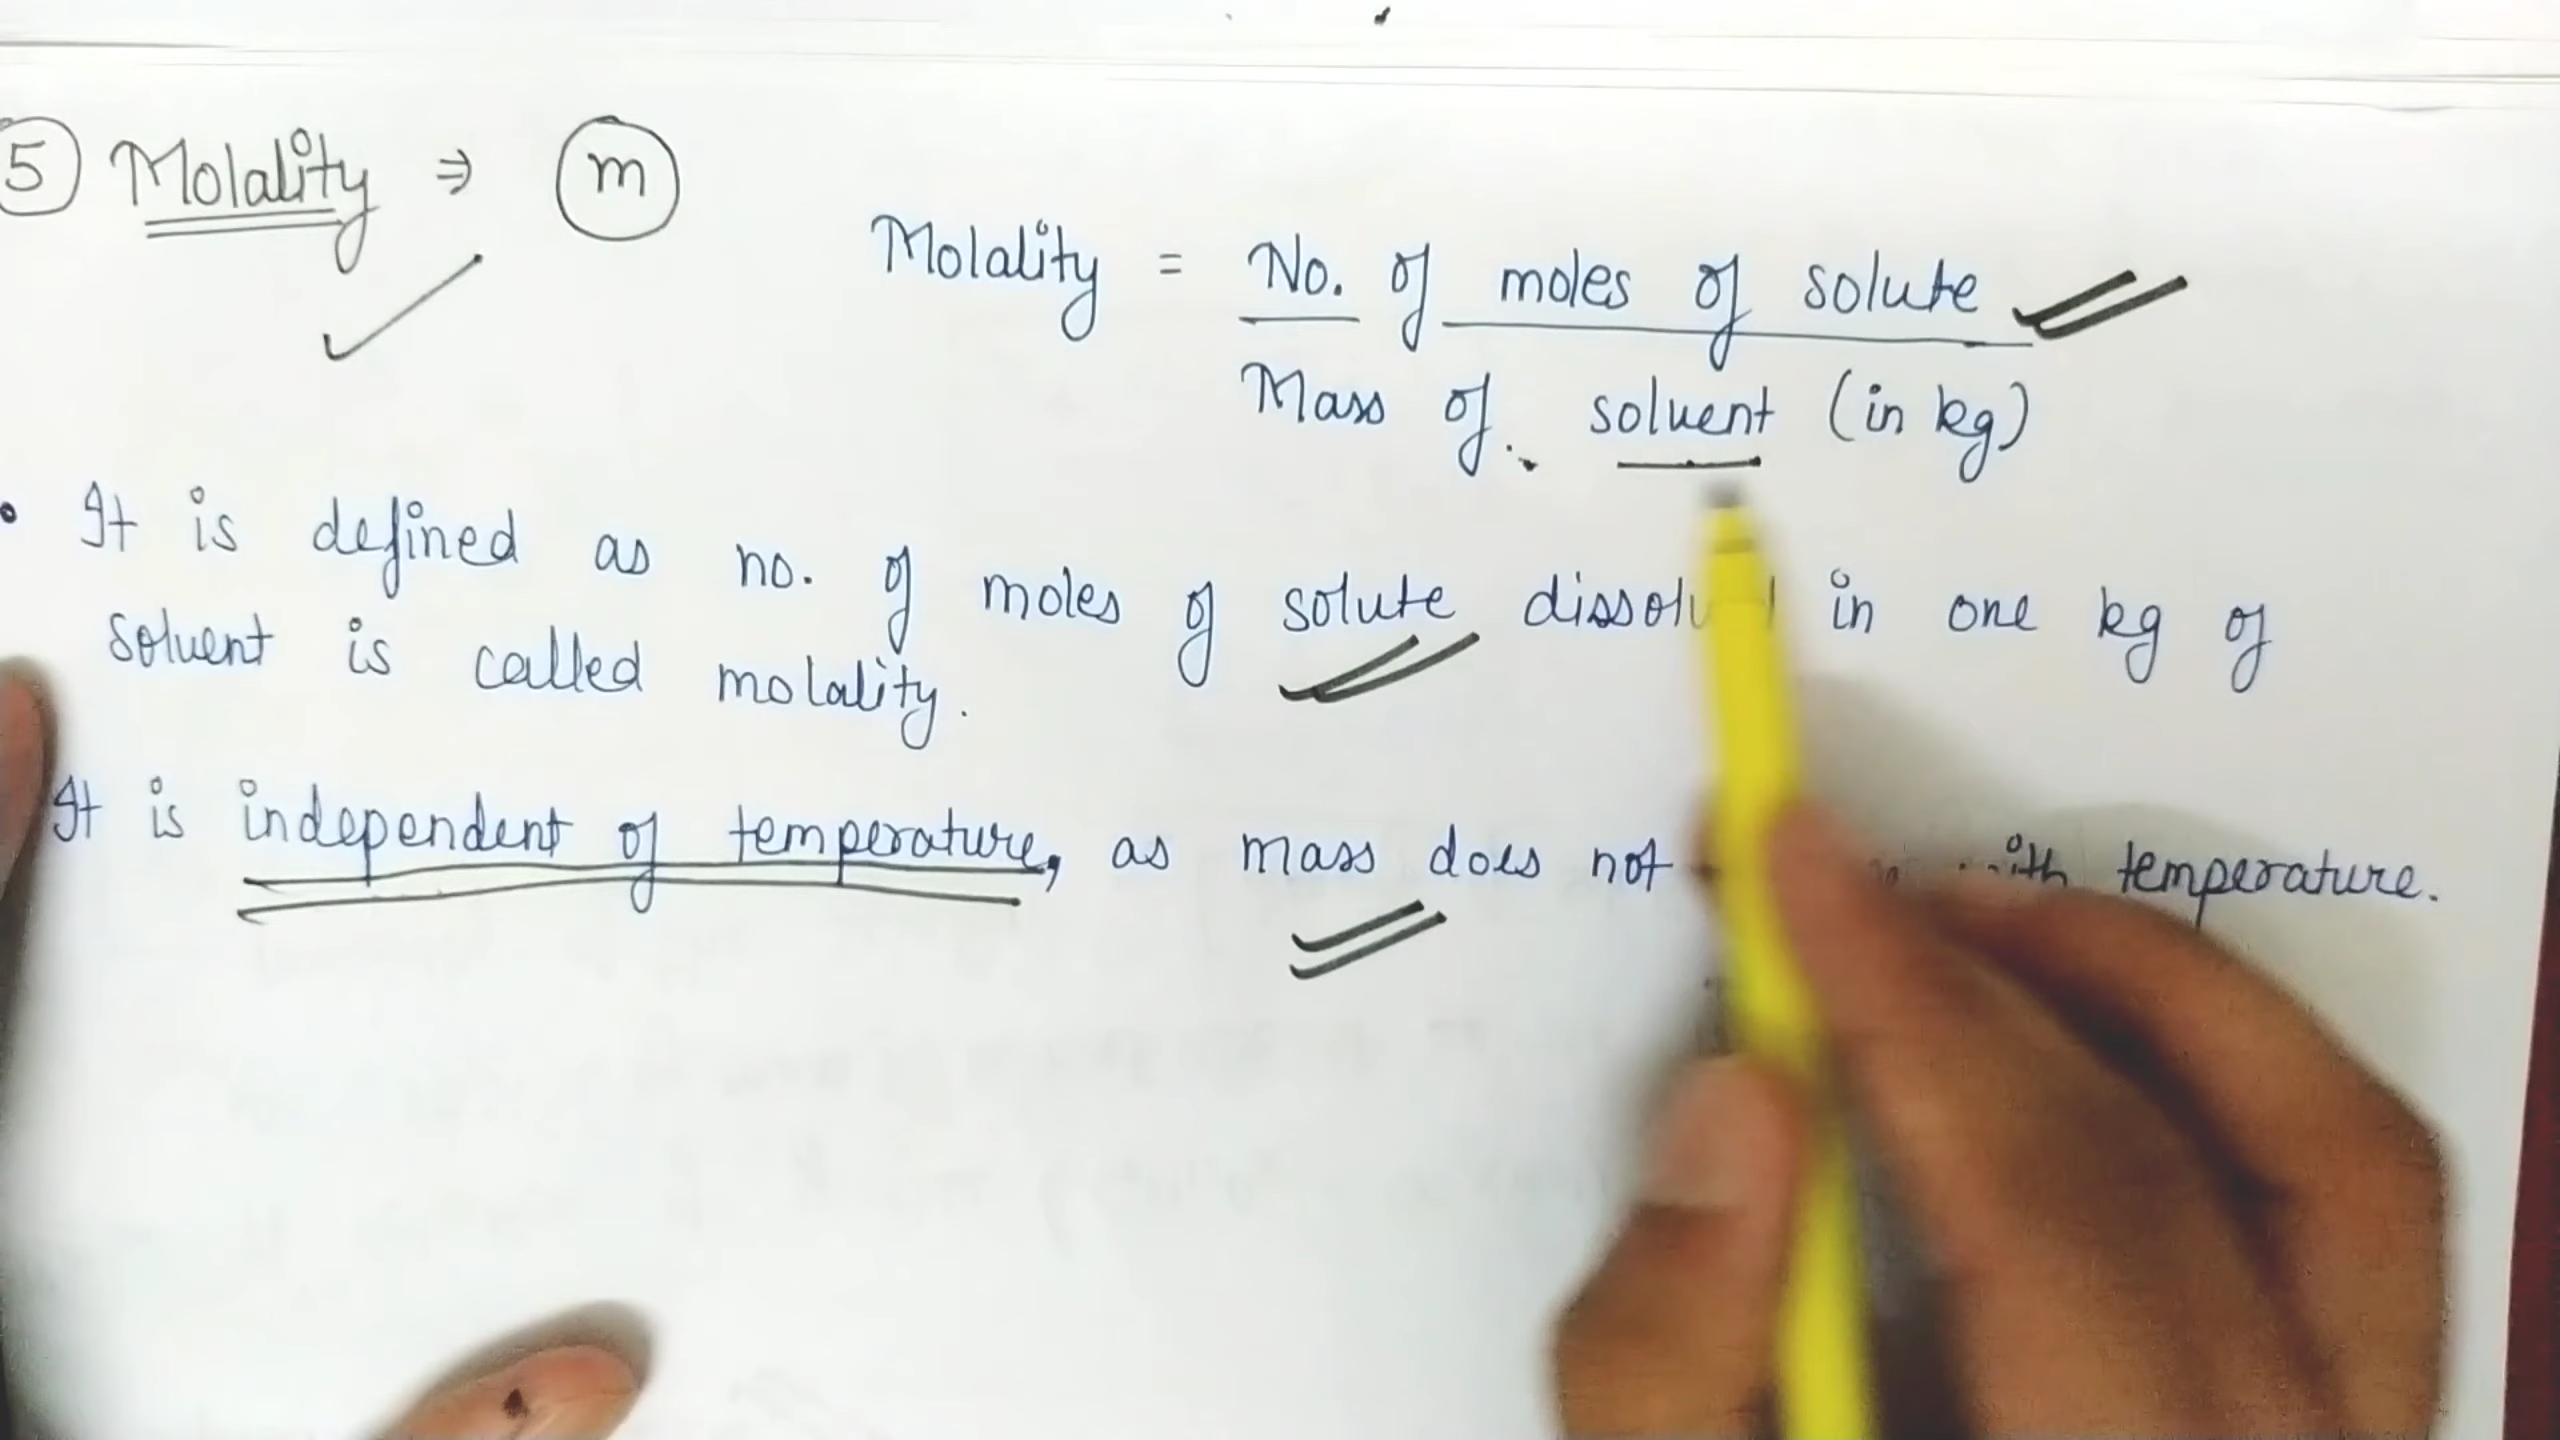 5 Molality ⇒ m
Molality = No. of moles of solute
Mass of solvent (in kg)
• It is defined as no. of moles of solute in one kg of
solvent is called molality.
It is independent of temperature, as mass does not with temperature.